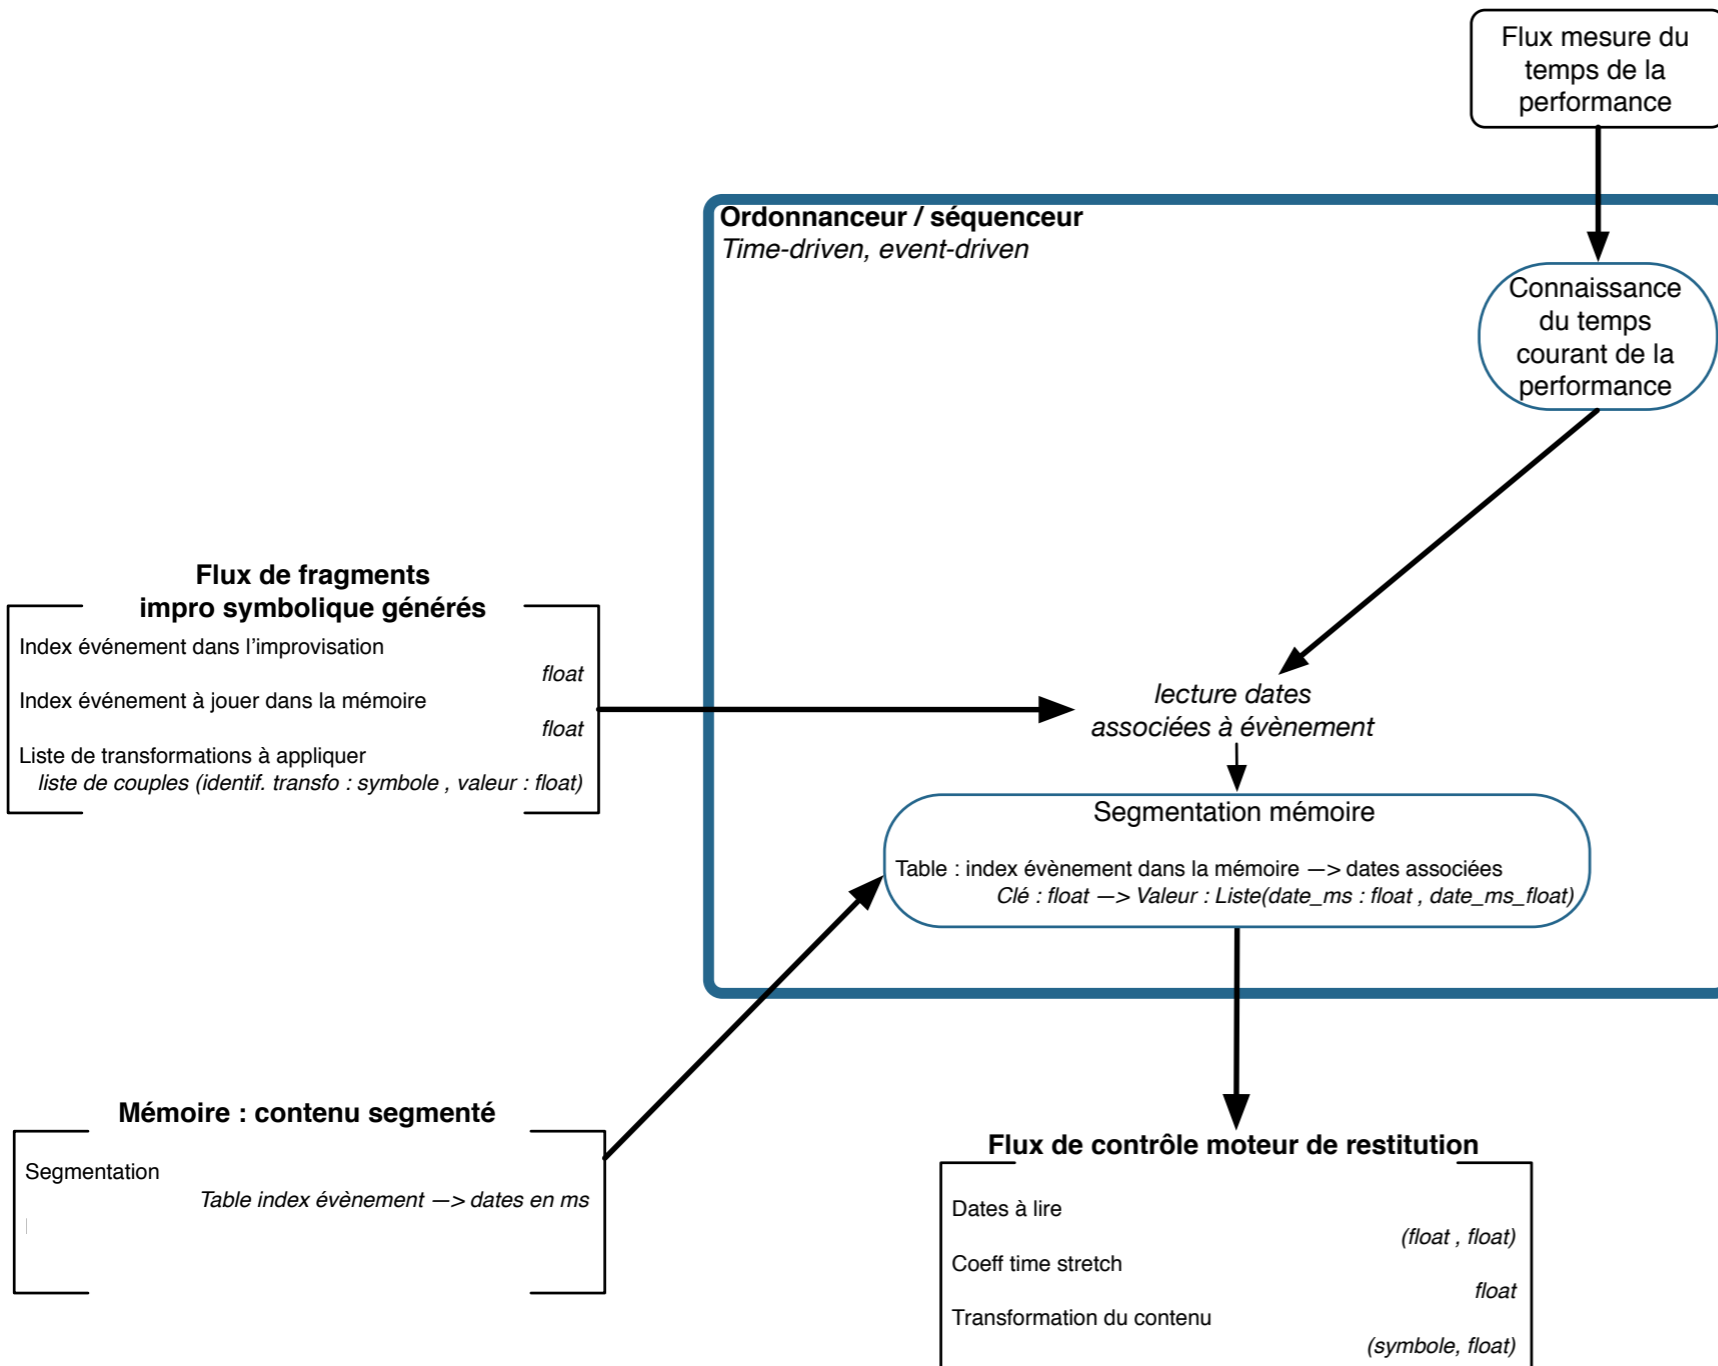 Flux mesure du
temps de la
performance
Ordonnanceur / séquenceur
Time-driven, event-driven
Connaissance
du temps
courant de la
performance
Flux de fragments
impro symbolique générés
Index événement dans l'improvisation
float
Index événement à jouer dans la mémoire
float
Liste de transformations à appliquer
liste de couples (identif. transfo : symbole , valeur : float)
lecture dates
associées à évènement
Segmentation mémoire
Table : index évènement dans la mémoire —> dates associées
Clé : float —> Valeur : Liste(date_ms : float , date_ms_float)
Mémoire : contenu segmenté
Segmentation
Table index évènement —> dates en ms
Flux de contrôle moteur de restitution
Dates à lire
(float , float)
Coeff time stretch
float
Transformation du contenu
(symbole, float)